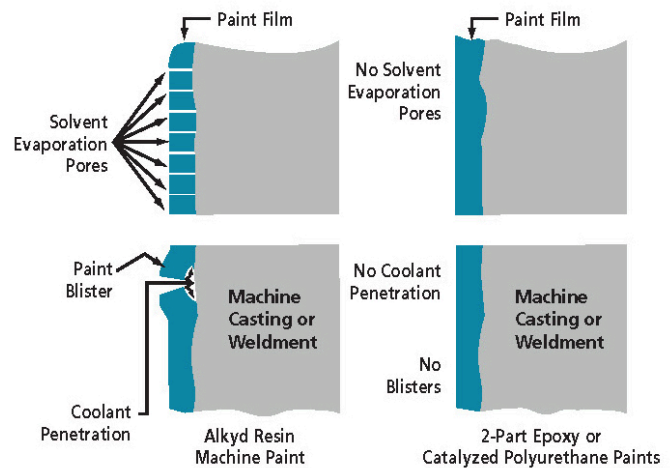 Paint Film
Solvent
Evaporation
Pores
Paint Film
No Solvent
Evaporation
Pores
Paint
Blister
Coolant
Penetration
Machine
Casting or
Weldment
Alkyd Resin
Machine Paint
No Coolant
Penetration
No
Blisters
Machine
Casting or
Weldment
2-Part Epoxy or
Catalyzed Polyurethane Paints